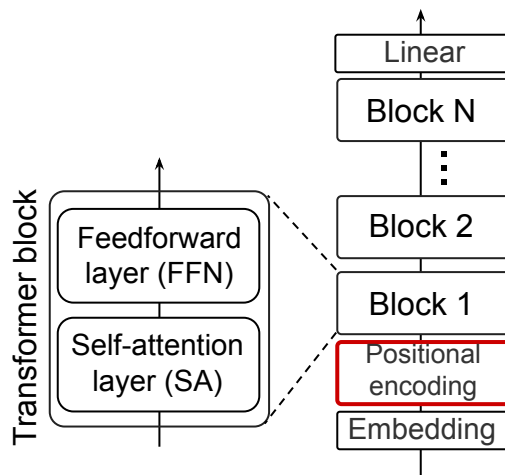 Linear
Block N
Block 2
Block 1
Positional
encoding
Embedding
Transformer block
Feedforward
layer (FFN)
Self-attention
layer (SA)